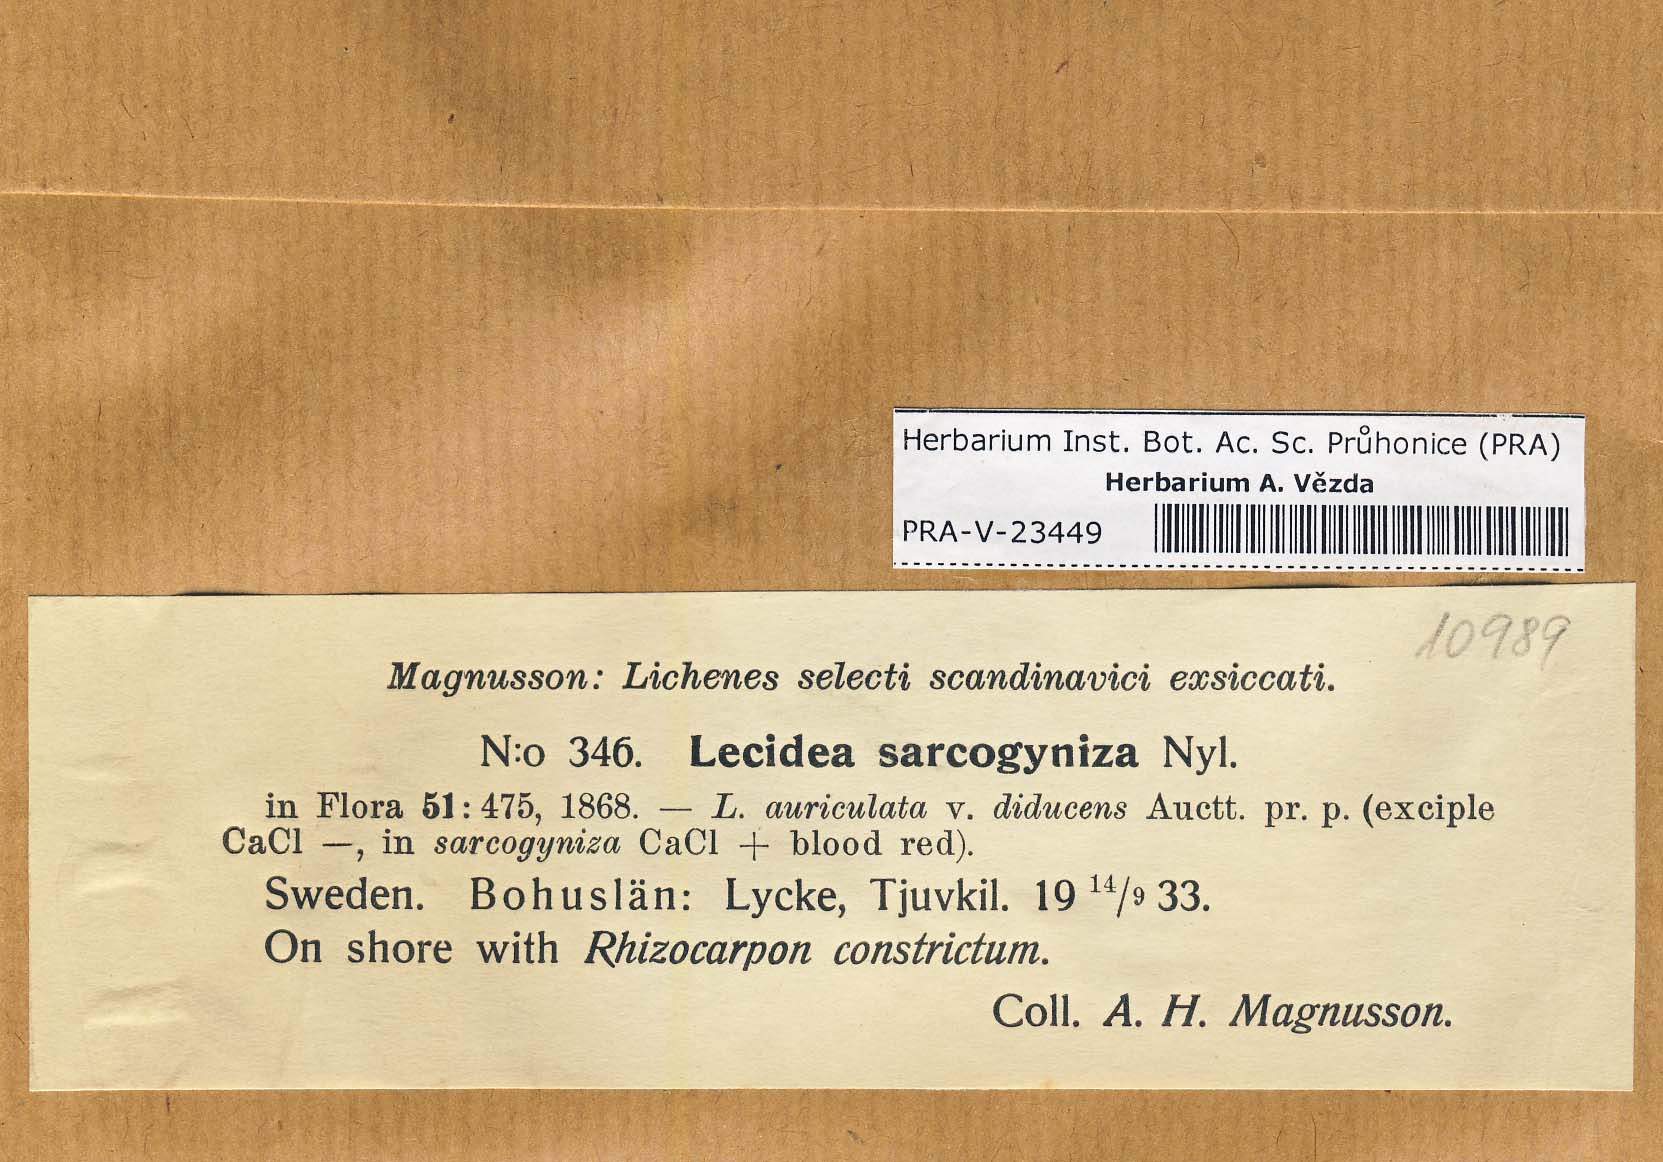 Herbarium Inst. Bot. Ac. Sc. Průhonice (PRA)
Herbarium A. Vězda
PRA-V-23449
10989
Magnusson: Lichenes selecti scandinavici exsiccati.
N:o 346. Lecidea sarcogyniza Nyl.
in Flora 51: 475, 1868. — L. auriculata v. diducens Auctt. pr. p. (exciple
CaCl —, in sarcogyniza CaCl + blood red).
Sweden. Bohuslän: Lycke, Tjuvkil. 19 14/9 33.
On shore with Rhizocarpon constrictum.
Coll. A. H. Magnusson.